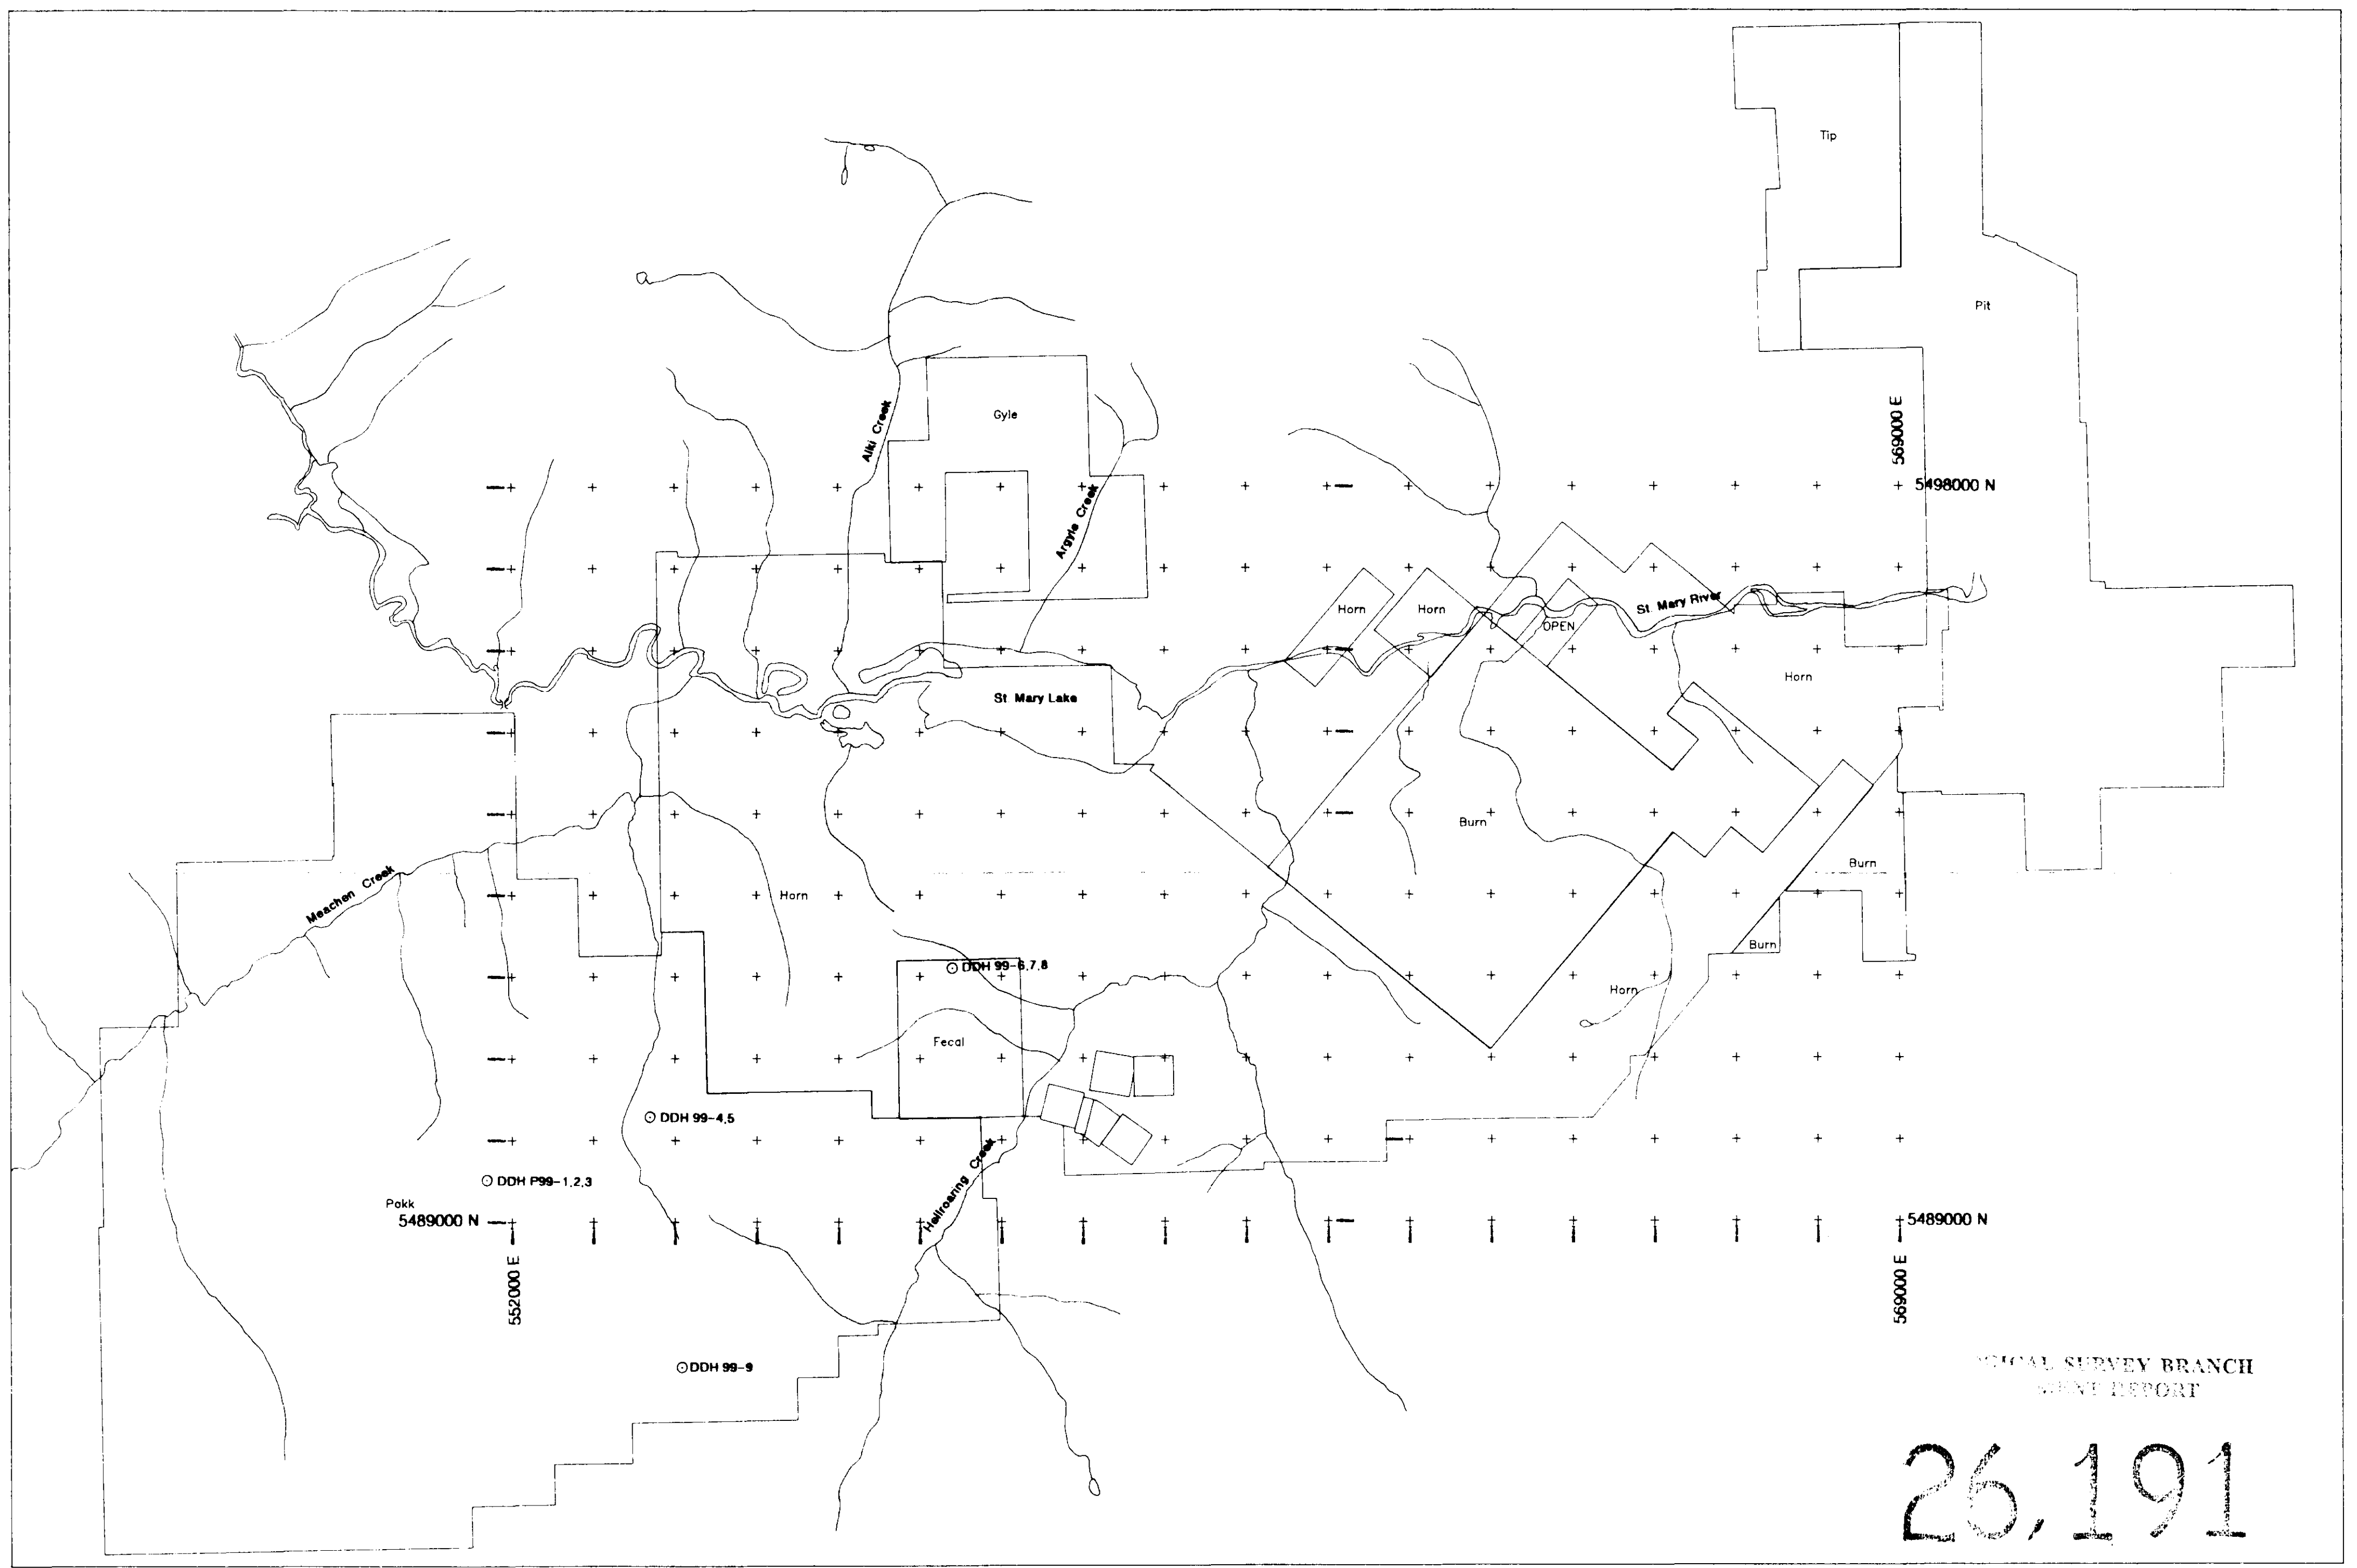 Tip
Pit
Alki Creek
Gyle
569000 E
5498000 N
Argyle Creek
Horn
Horn
St. Mary River
OPEN
Horn
St. Mary Lake
Burn
Burn
Meachen Creek
Horn
Burn
DDH 99-6,7,8
Horn
Fecal
DDH 99-4,5
DDH P99-1,2,3
Hellroaring Creek
Pakk
5489000 N
5489000 N
552000 E
569000 E
DDH 99-9
SURVEY BRANCH
REPORT
26,191